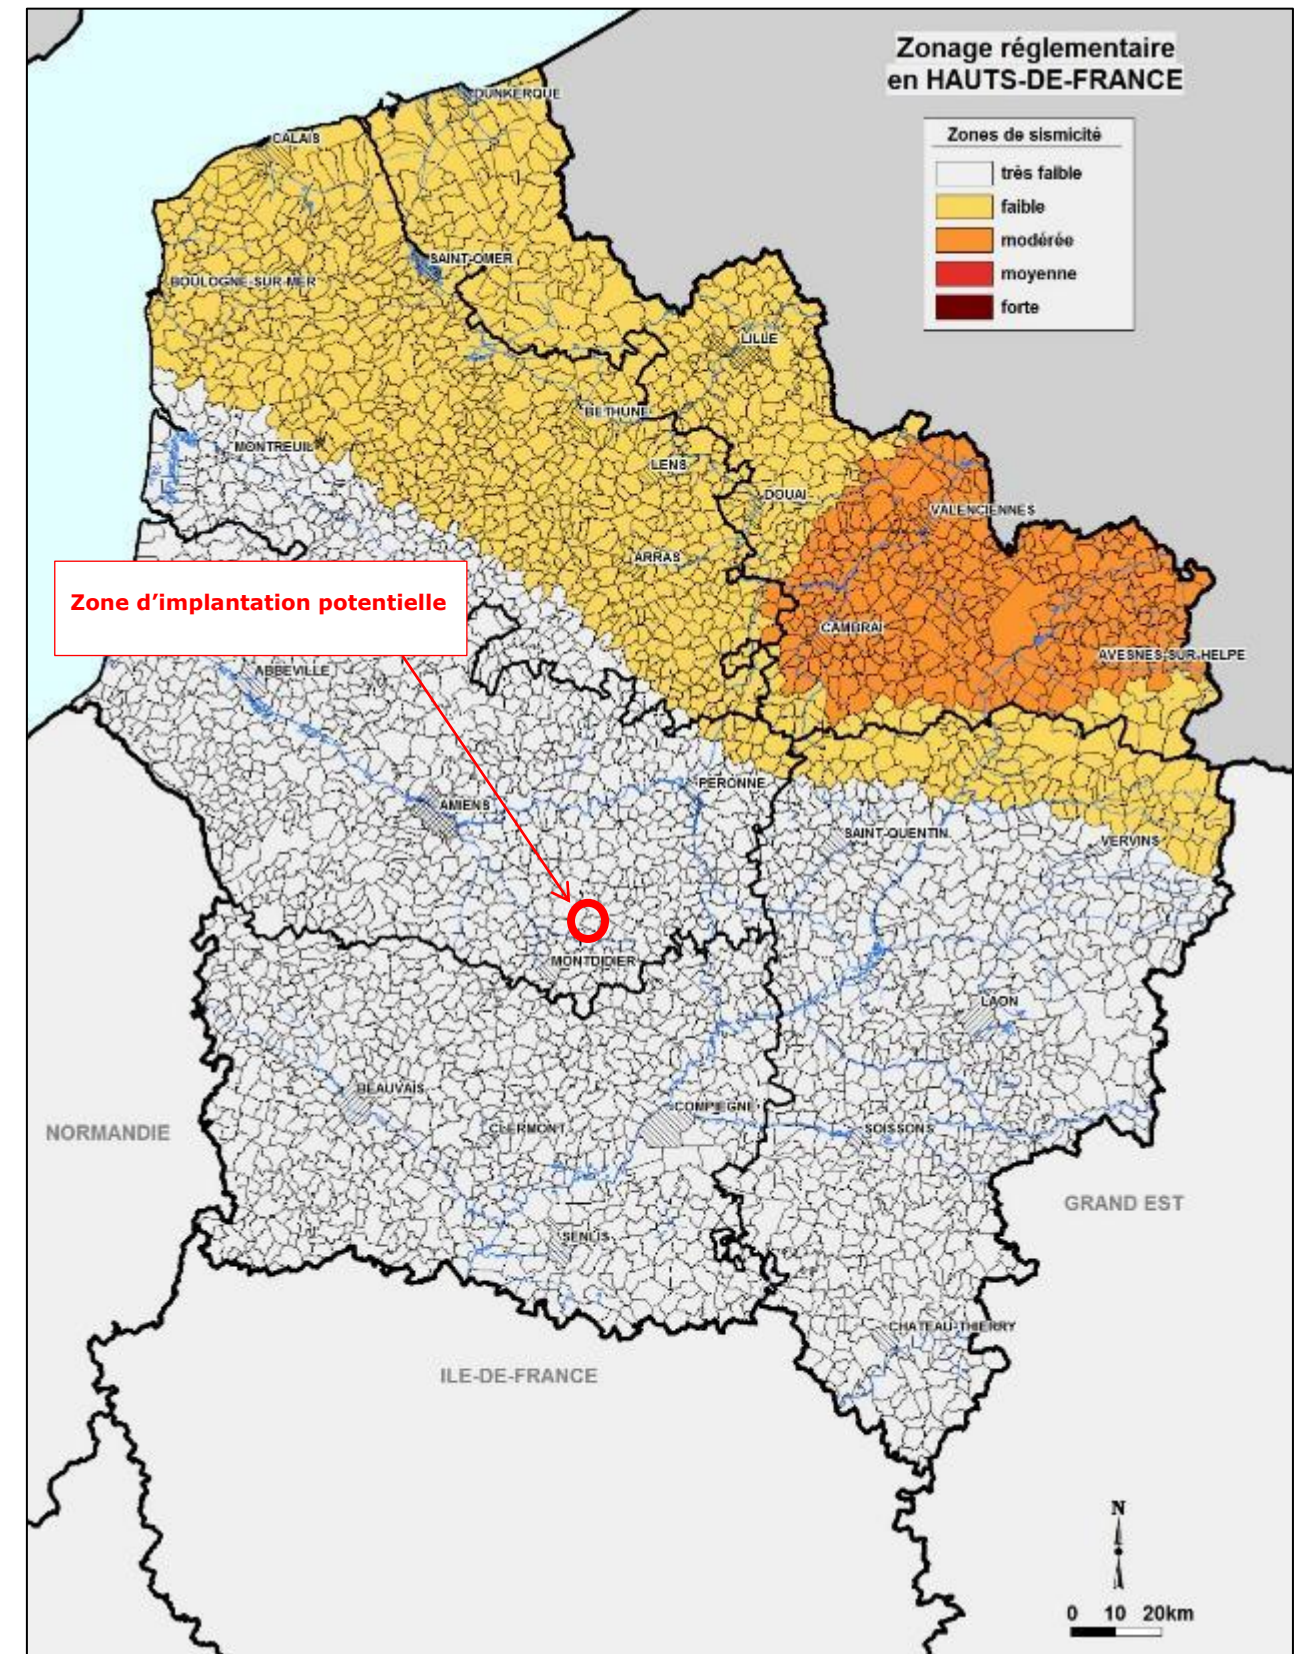 Zonage réglementaire
en HAUTS-DE-FRANCE
Zones de sismicité
très faible
faible
modérée
moyenne
forte
DUNKERQUE
CALAIS
SAINT-OMER
BOULOGNE-SUR-MER
LILLE
BETHUNE
MONTREUIL
LENS
DOUAI
VALENCIENNES
ARRAS
Zone d’implantation potentielle
CAMBRAI
AVESNES-SUR-HELPE
ABBEVILLE
PERONNE
AMIENS
SAINT-QUENTIN
VERVINS
MONTDIDIER
LAON
BEAUVAIS
COMPIEGNE
CLERMONT
SOISSONS
NORMANDIE
GRAND EST
SENLIS
CHATEAU-THIERRY
ILE-DE-FRANCE
N
0 10 20km